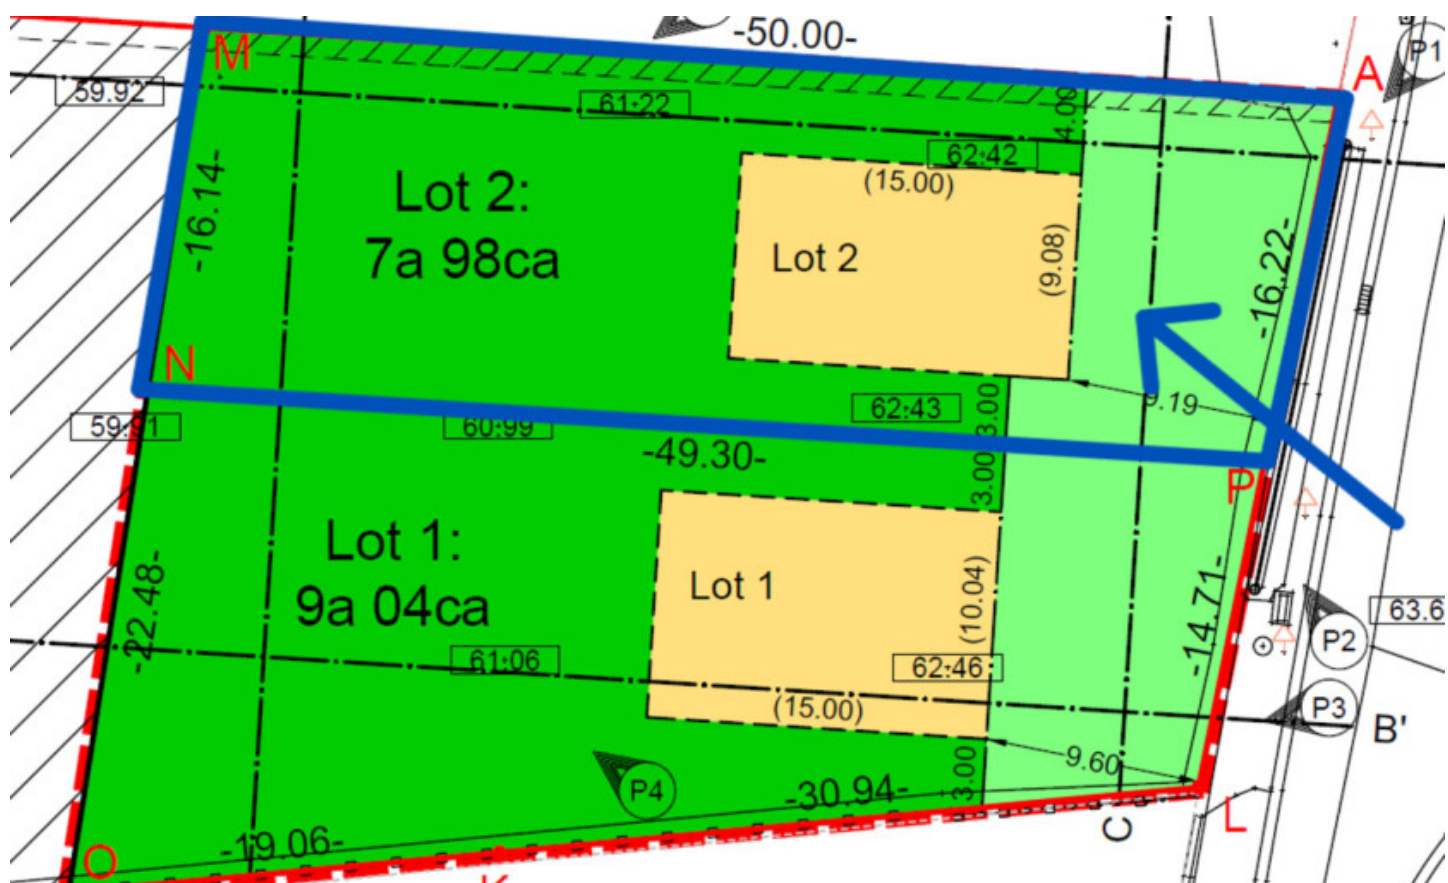 -50.00-
P1
A
M
59.92
61:22
4.00
62:42
(15.00)
Lot 2:
7a 98ca
-16.14-
Lot 2
(9.08)
-16.22-
N
9.19
62:43
3.00
59:91
60:99
-49.30-
3.00
P
Lot 1:
9a 04ca
Lot 1
(10.04)
-14.71-
-22.48-
63.6
P2
61:06
62:46
(15.00)
P3
B'
9.60
P4
3.00
-30.94-
C
L
-19.06-
O